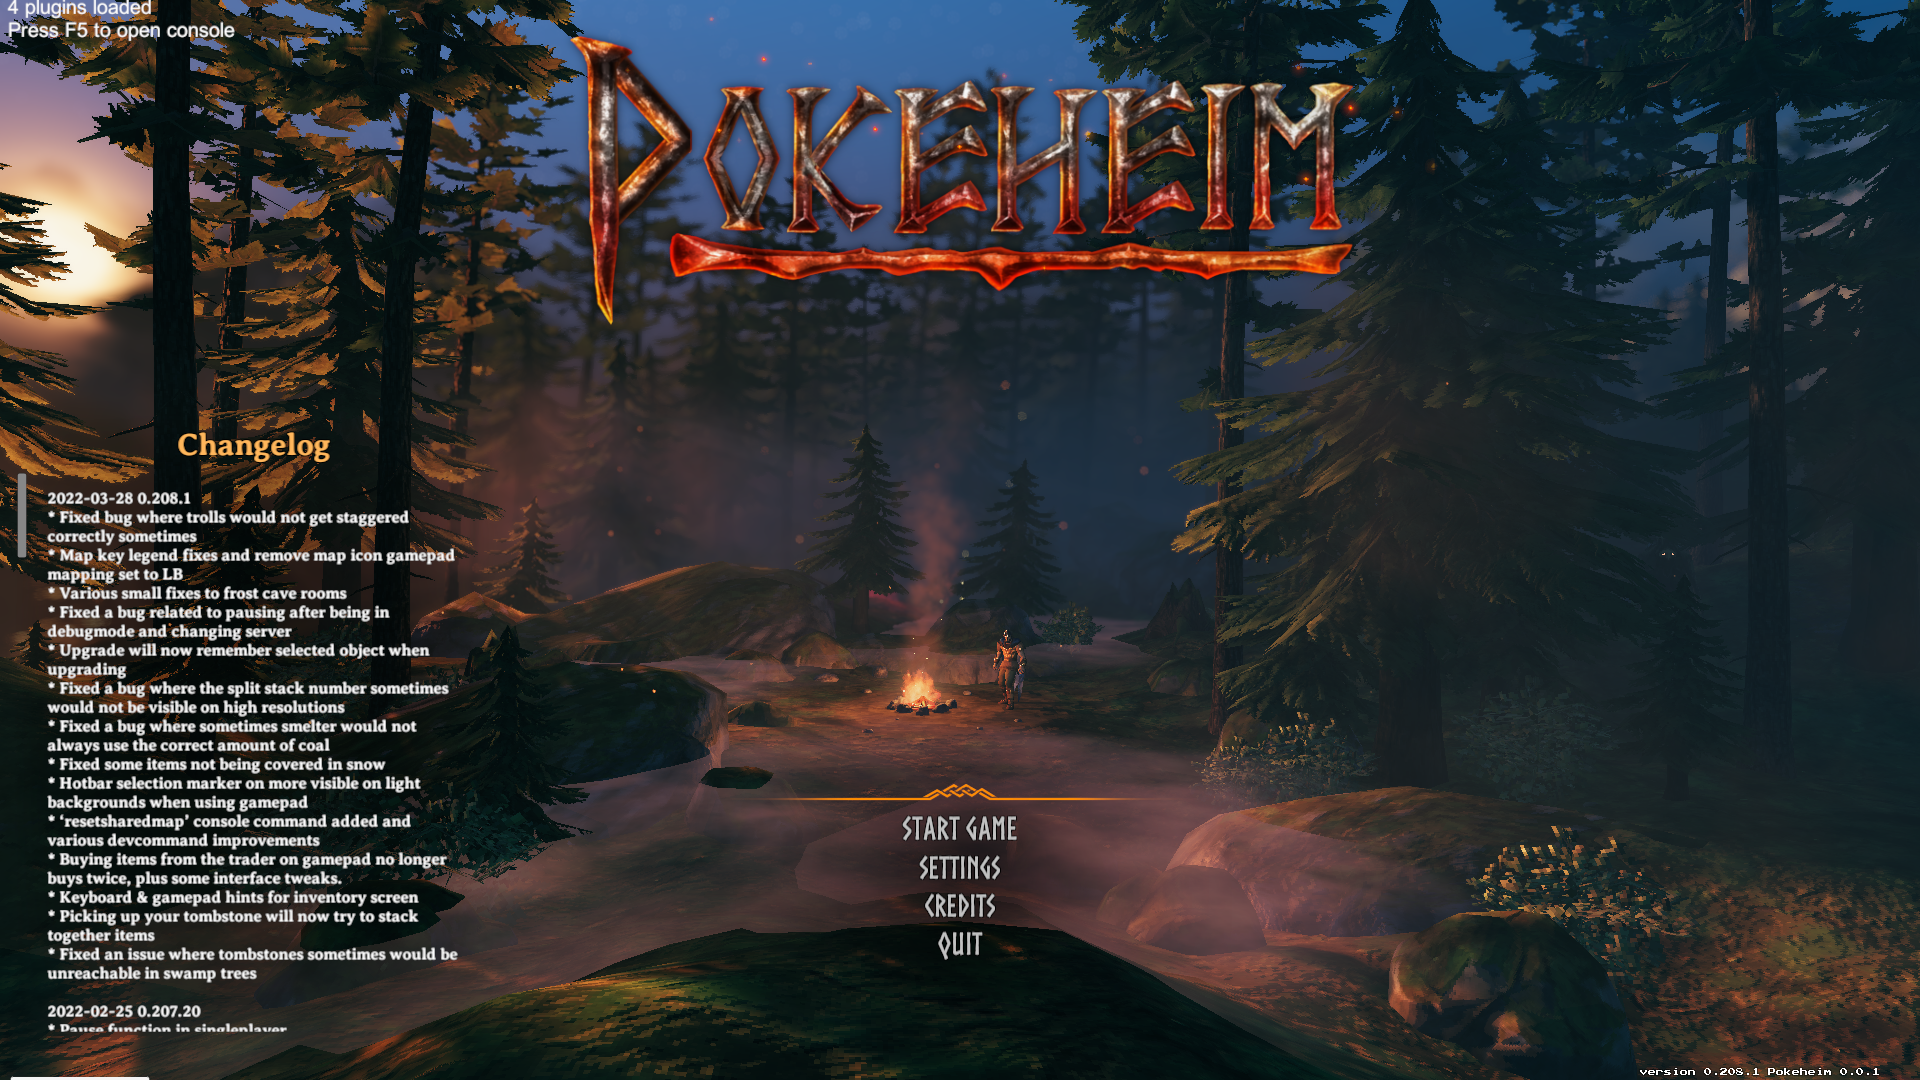 4 plugins loaded
Press F5 to open console
POKEHEIM
Changelog
2022-03-28 0.208.1
* Fixed bug where trolls would not get staggered
correctly sometimes
* Map key legend fixes and remove map icon gamepad
mapping set to LB
* Various small fixes to frost cave rooms
* Fixed a bug related to pausing after being in
debugmode and changing server
* Upgrade will now remember selected object when
upgrading
* Fixed a bug where the split stack number sometimes
would not be visible on high resolutions
* Fixed a bug where sometimes smelter would not
always use the correct amount of coal
* Fixed some items not being covered in snow
* Hotbar selection marker on more visible on light
backgrounds when using gamepad
* ‘resetsharedmap’ console command added and
various devcommand improvements
* Buying items from the trader on gamepad no longer
buys twice, plus some interface tweaks.
* Keyboard & gamepad hints for inventory screen
* Picking up your tombstone will now try to stack
together items
* Fixed an issue where tombstones sometimes would be
unreachable in swamp trees
2022-02-25 0.207.20
* Pause function in singleplayer
START GAME
SETTINGS
CREDITS
QUIT
version 0.208.1 Pokeheim 0.0.1